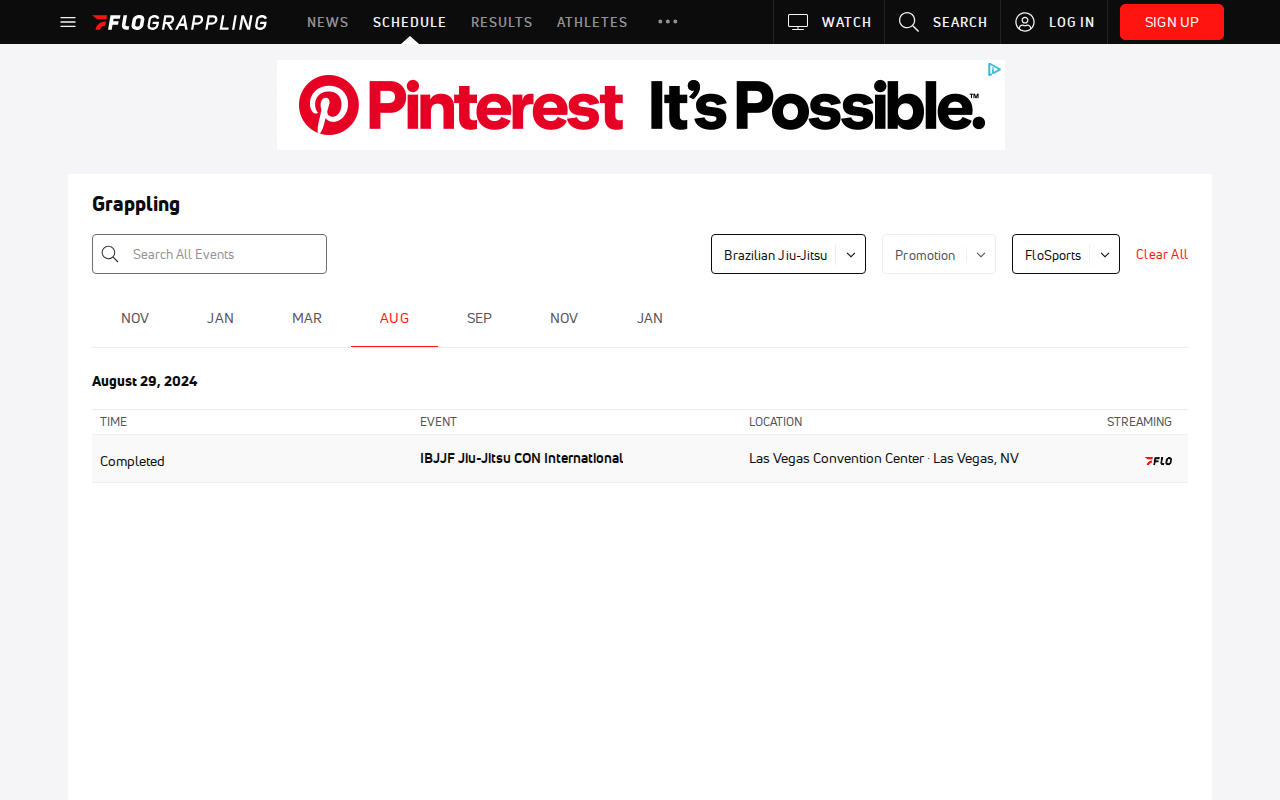 FLOGRAPPLING NEWS SCHEDULE RESULTS ATHLETES WATCH SEARCH LOG IN SIGN UP
Pinterest It's Possible.™
Grappling
Search All Events Brazilian Jiu-Jitsu Promotion FloSports Clear All
NOV JAN MAR AUG SEP NOV JAN
August 29, 2024
TIME EVENT LOCATION STREAMING
Completed IBJJF Jiu-Jitsu CON International Las Vegas Convention Center · Las Vegas, NV FLO